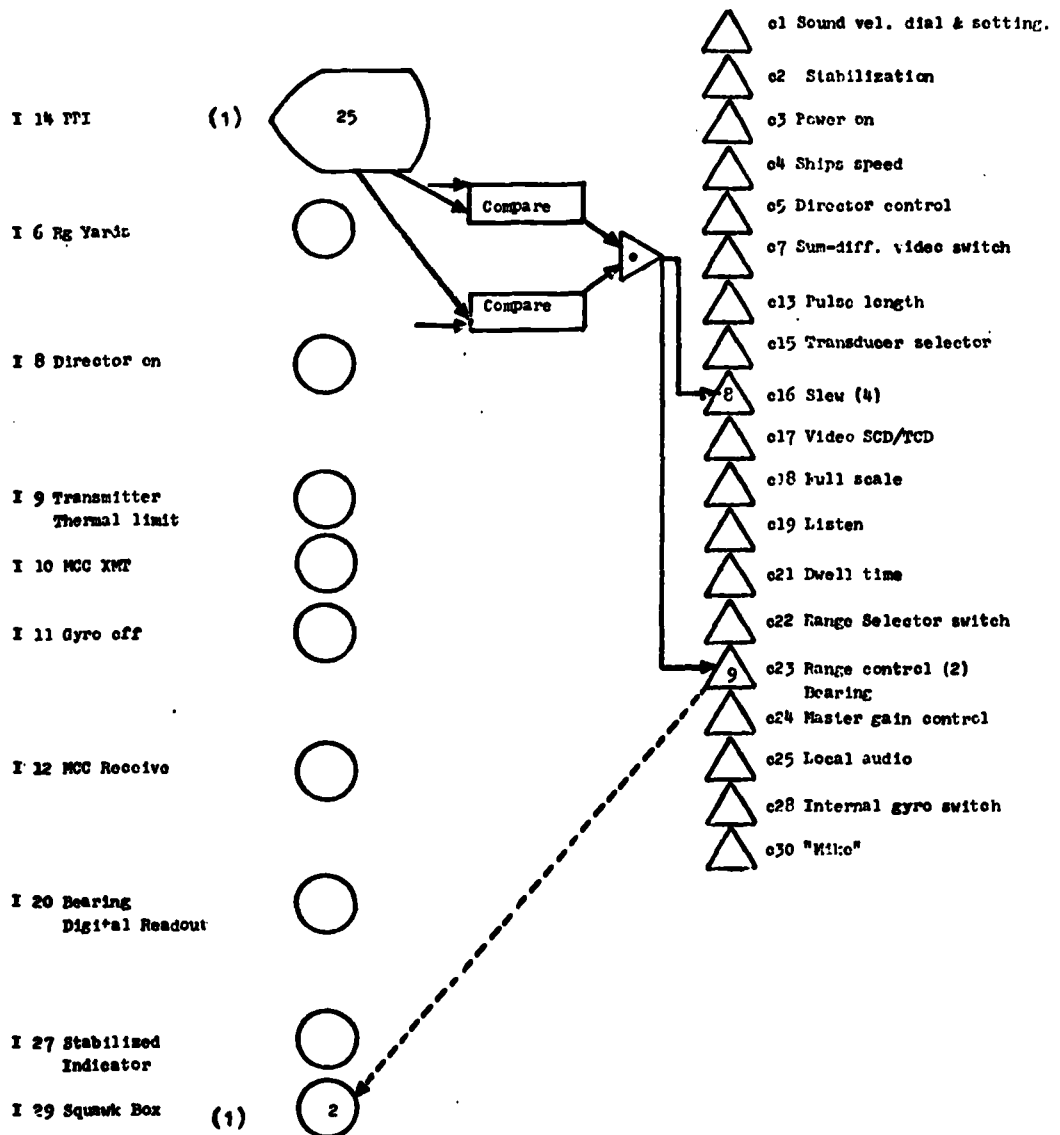 I 14 PPI (1) 25
I 6 Rg Yards
I 8 Director on
I 9 Transmitter
Thermal limit
I 10 MCC XMT
I 11 Gyro off
I 12 MCC Receive
I 20 Bearing
Digital Readout
I 27 Stabilized
Indicator
I 29 Squawk Box (1) 2
Compare
Compare
c1 Sound vel. dial & setting.
c2 Stabilization
c3 Power on
c4 Ships speed
c5 Director control
c7 Sum-diff. video switch
c13 Pulse length
c15 Transducer selector
8 c16 Slew (4)
c17 Video SCD/TCD
c18 Full scale
c19 Listen
c21 Dwell time
c22 Range Selector switch
9 c23 Range control (2)
Bearing
c24 Master gain control
c25 Local audio
c28 Internal gyro switch
c30 "Mike"